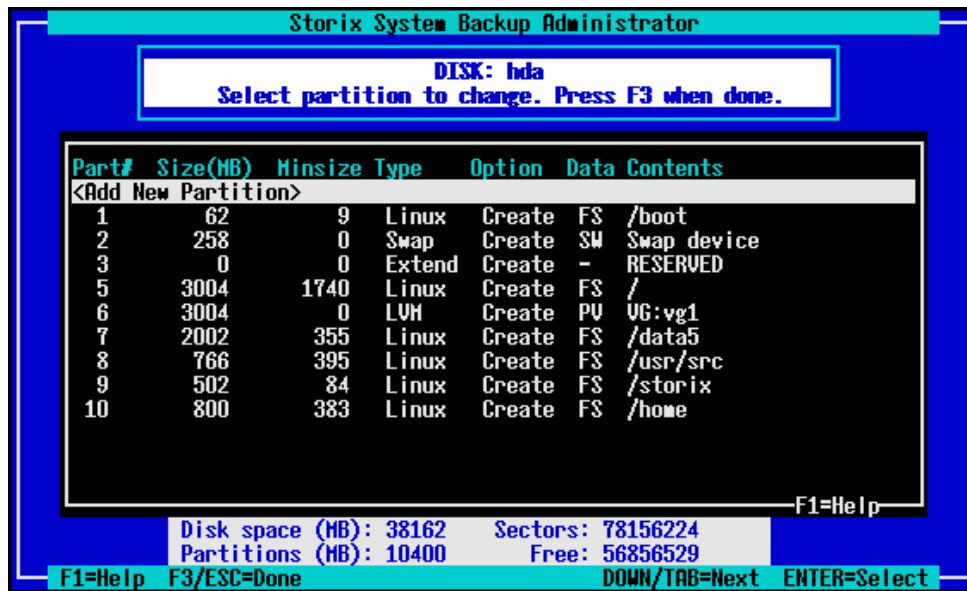 Storix System Backup Administrator
DISK: hda
Select partition to change. Press F3 when done.
Part# Size(MB) Minsize Type Option Data Contents
<Add New Partition>
1 62 9 Linux Create FS /boot
2 258 0 Swap Create SW Swap device
3 0 0 Extend Create - RESERVED
5 3004 1740 Linux Create FS /
6 3004 0 LVM Create PV VG:vg1
7 2002 355 Linux Create FS /data5
8 766 395 Linux Create FS /usr/src
9 502 84 Linux Create FS /storix
10 800 383 Linux Create FS /home
F1=Help
Disk space (MB): 38162 Sectors: 78156224
Partitions (MB): 10400 Free: 56856529
F1=Help F3/ESC=Done DOWN/TAB=Next ENTER=Select